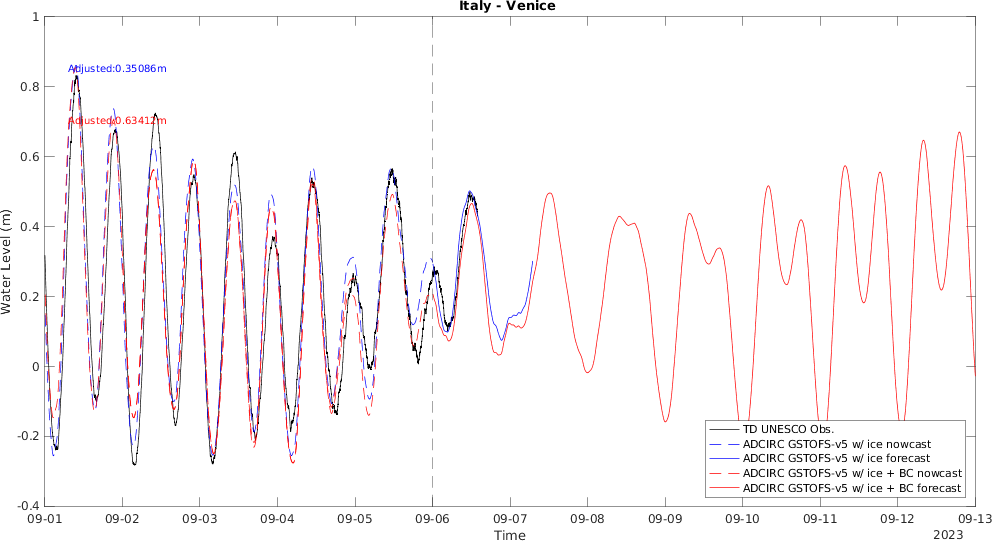 Italy - Venice
Water Level (m)
1
0.8
0.6
0.4
0.2
0
-0.2
-0.4
Adjusted:0.35086m
Adjusted:0.63412m
TD UNESCO Obs.
ADCIRC GSTOFS-v5 w/ ice nowcast
ADCIRC GSTOFS-v5 w/ ice forecast
ADCIRC GSTOFS-v5 w/ ice + BC nowcast
ADCIRC GSTOFS-v5 w/ ice + BC forecast
09-01 09-02 09-03 09-04 09-05 09-06 09-07 09-08 09-09 09-10 09-11 09-12 09-13
Time
2023